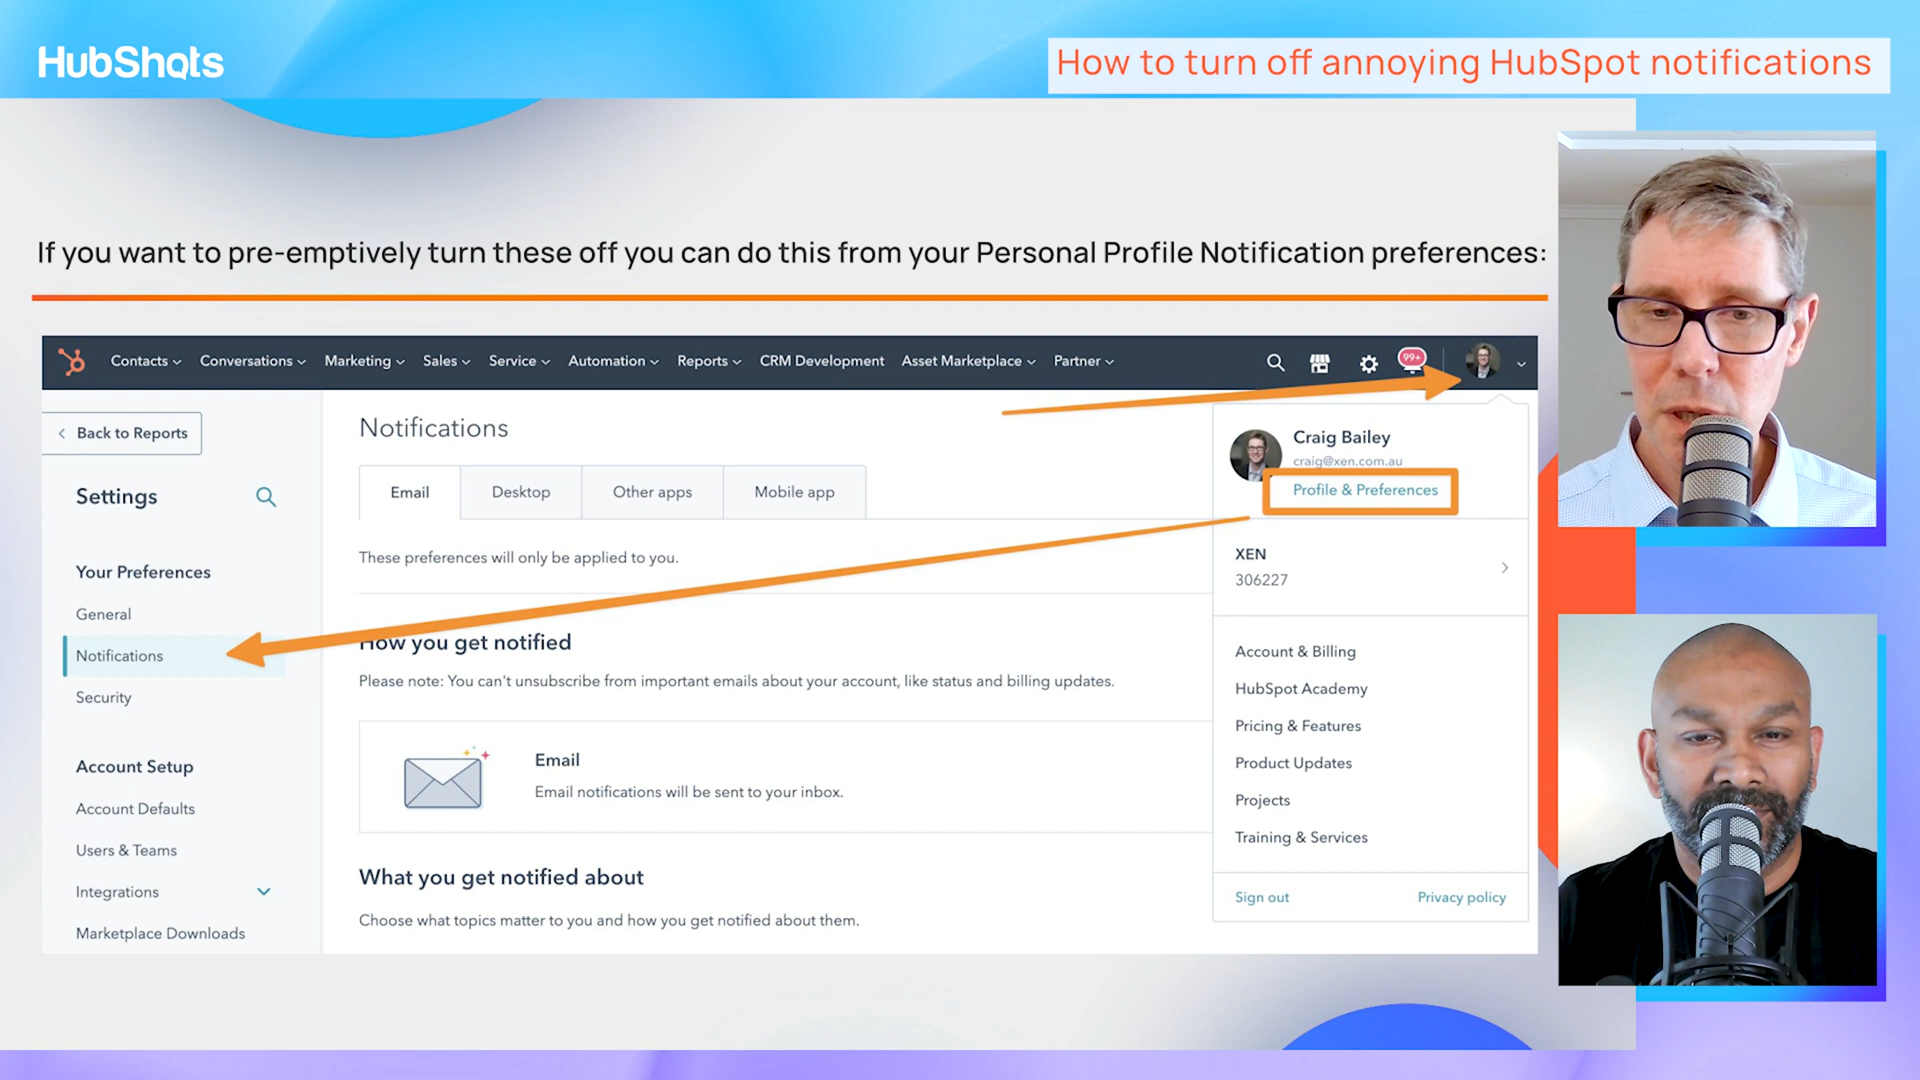 HubShots
How to turn off annoying HubSpot notifications
If you want to pre-emptively turn these off you can do this from your Personal Profile Notification preferences:
Contacts Conversations Marketing Sales Service Automation Reports CRM Development Asset Marketplace Partner 99+
Back to Reports
Settings
Your Preferences
General
Notifications
Security
Account Setup
Account Defaults
Users & Teams
Integrations
Marketplace Downloads
Notifications
Email Desktop Other apps Mobile app
These preferences will only be applied to you.
How you get notified
Please note: You can't unsubscribe from important emails about your account, like status and billing updates.
Email
Email notifications will be sent to your inbox.
What you get notified about
Choose what topics matter to you and how you get notified about them.
Craig Bailey
craig@xen.com.au
Profile & Preferences
XEN
306227
Account & Billing
HubSpot Academy
Pricing & Features
Product Updates
Projects
Training & Services
Sign out Privacy policy